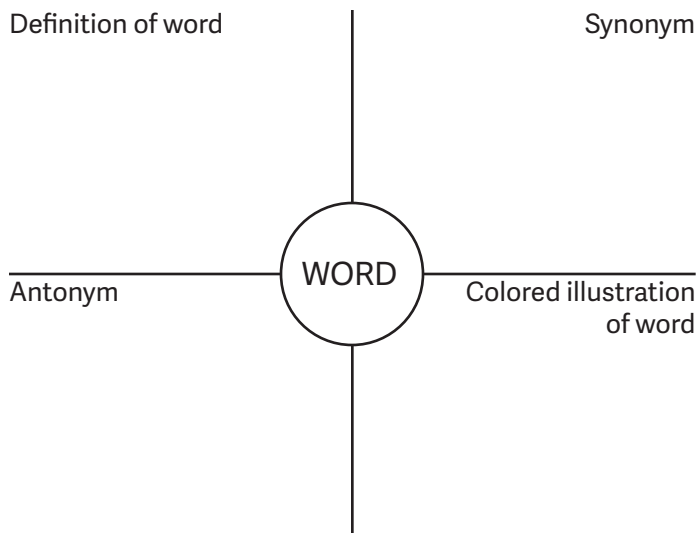 Definition of word
Synonym
WORD
Antonym
Colored illustration
of word